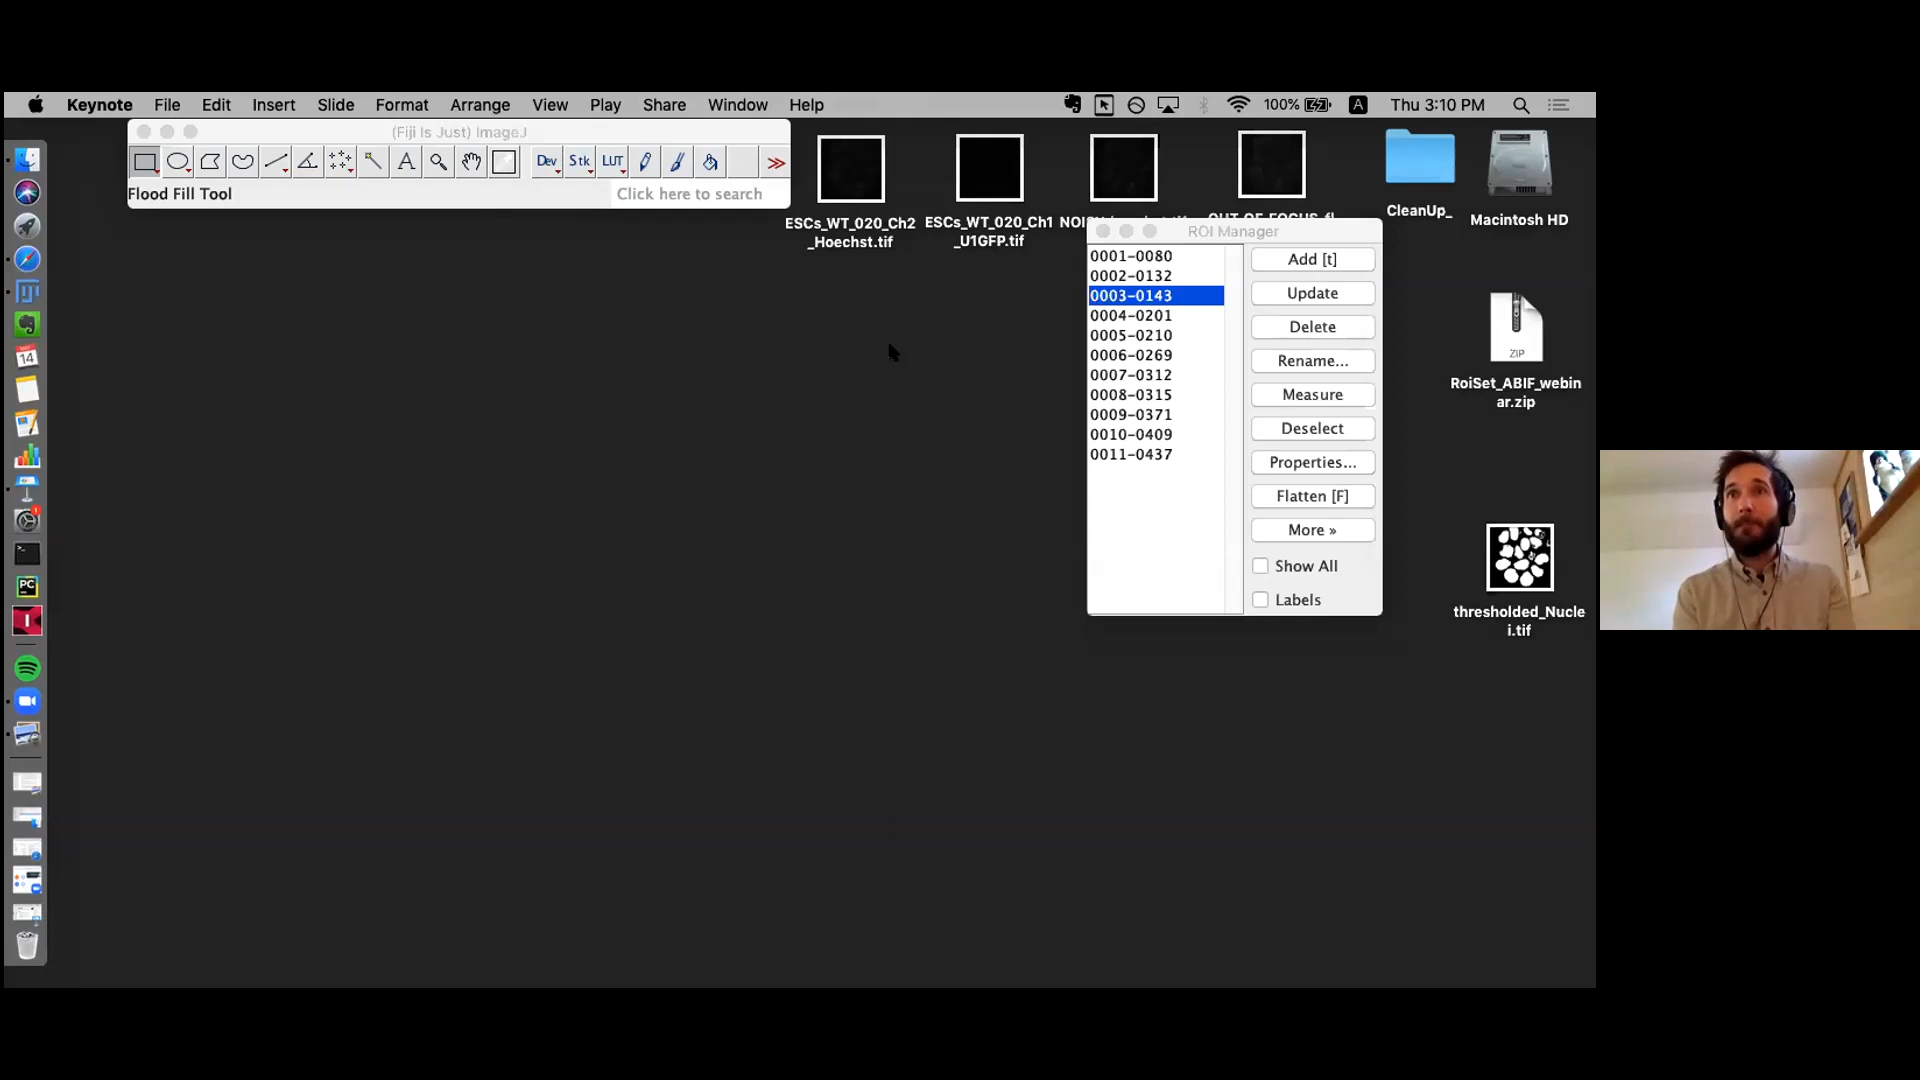 Keynote File Edit Insert Slide Format Arrange View Play Share Window Help 100% A Thu 3:10 PM
(Fiji Is Just) ImageJ
A Dev Stk LUT >>
Flood Fill Tool Click here to search
ESCs_WT_020_Ch2
_Hoechst.tif
ESCs_WT_020_Ch1
_U1GFP.tif
CleanUp_
Macintosh HD
ROI Manager
0001-0080
0002-0132
0003-0143
0004-0201
0005-0210
0006-0269
0007-0312
0008-0315
0009-0371
0010-0409
0011-0437
Add [t]
Update
Delete
Rename...
Measure
Deselect
Properties...
Flatten [F]
More »
Show All
Labels
ZIP
RoiSet_ABIF_webin
ar.zip
thresholded_Nucle
i.tif
14
1
PC
I